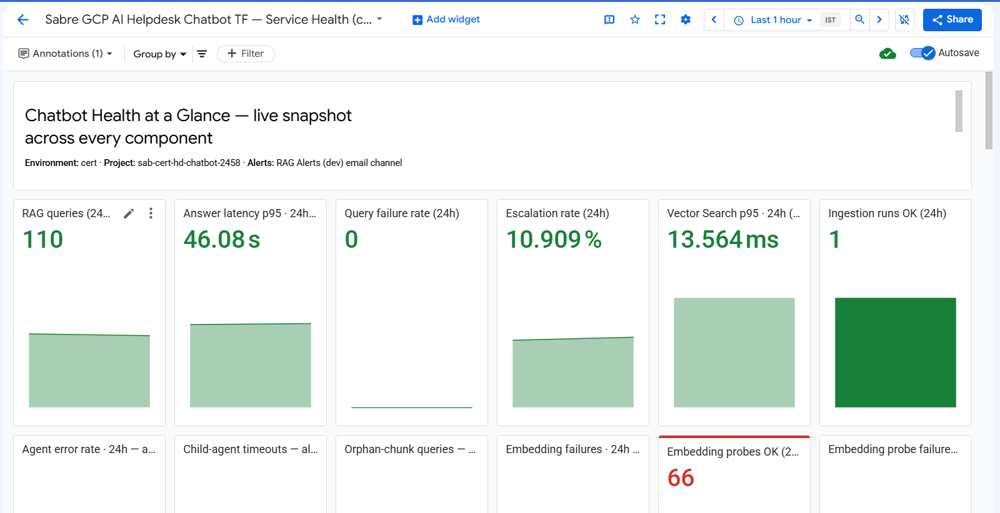 Sabre GCP AI Helpdesk Chatbot TF — Service Health (c...
Add widget
Last 1 hour
IST
Share
Annotations (1)
Group by
Filter
Autosave
Chatbot Health at a Glance — live snapshot
across every component
Environment: cert · Project: sab-cert-hd-chatbot-2458 · Alerts: RAG Alerts (dev) email channel
RAG queries (24...
110
Answer latency p95 · 24h...
46.08 s
Query failure rate (24h)
0
Escalation rate (24h)
10.909 %
Vector Search p95 · 24h (...
13.564 ms
Ingestion runs OK (24h)
1
Agent error rate · 24h — a...
Child-agent timeouts — al...
Orphan-chunk queries — ...
Embedding failures · 24h ...
Embedding probes OK (2...
66
Embedding probe failure...